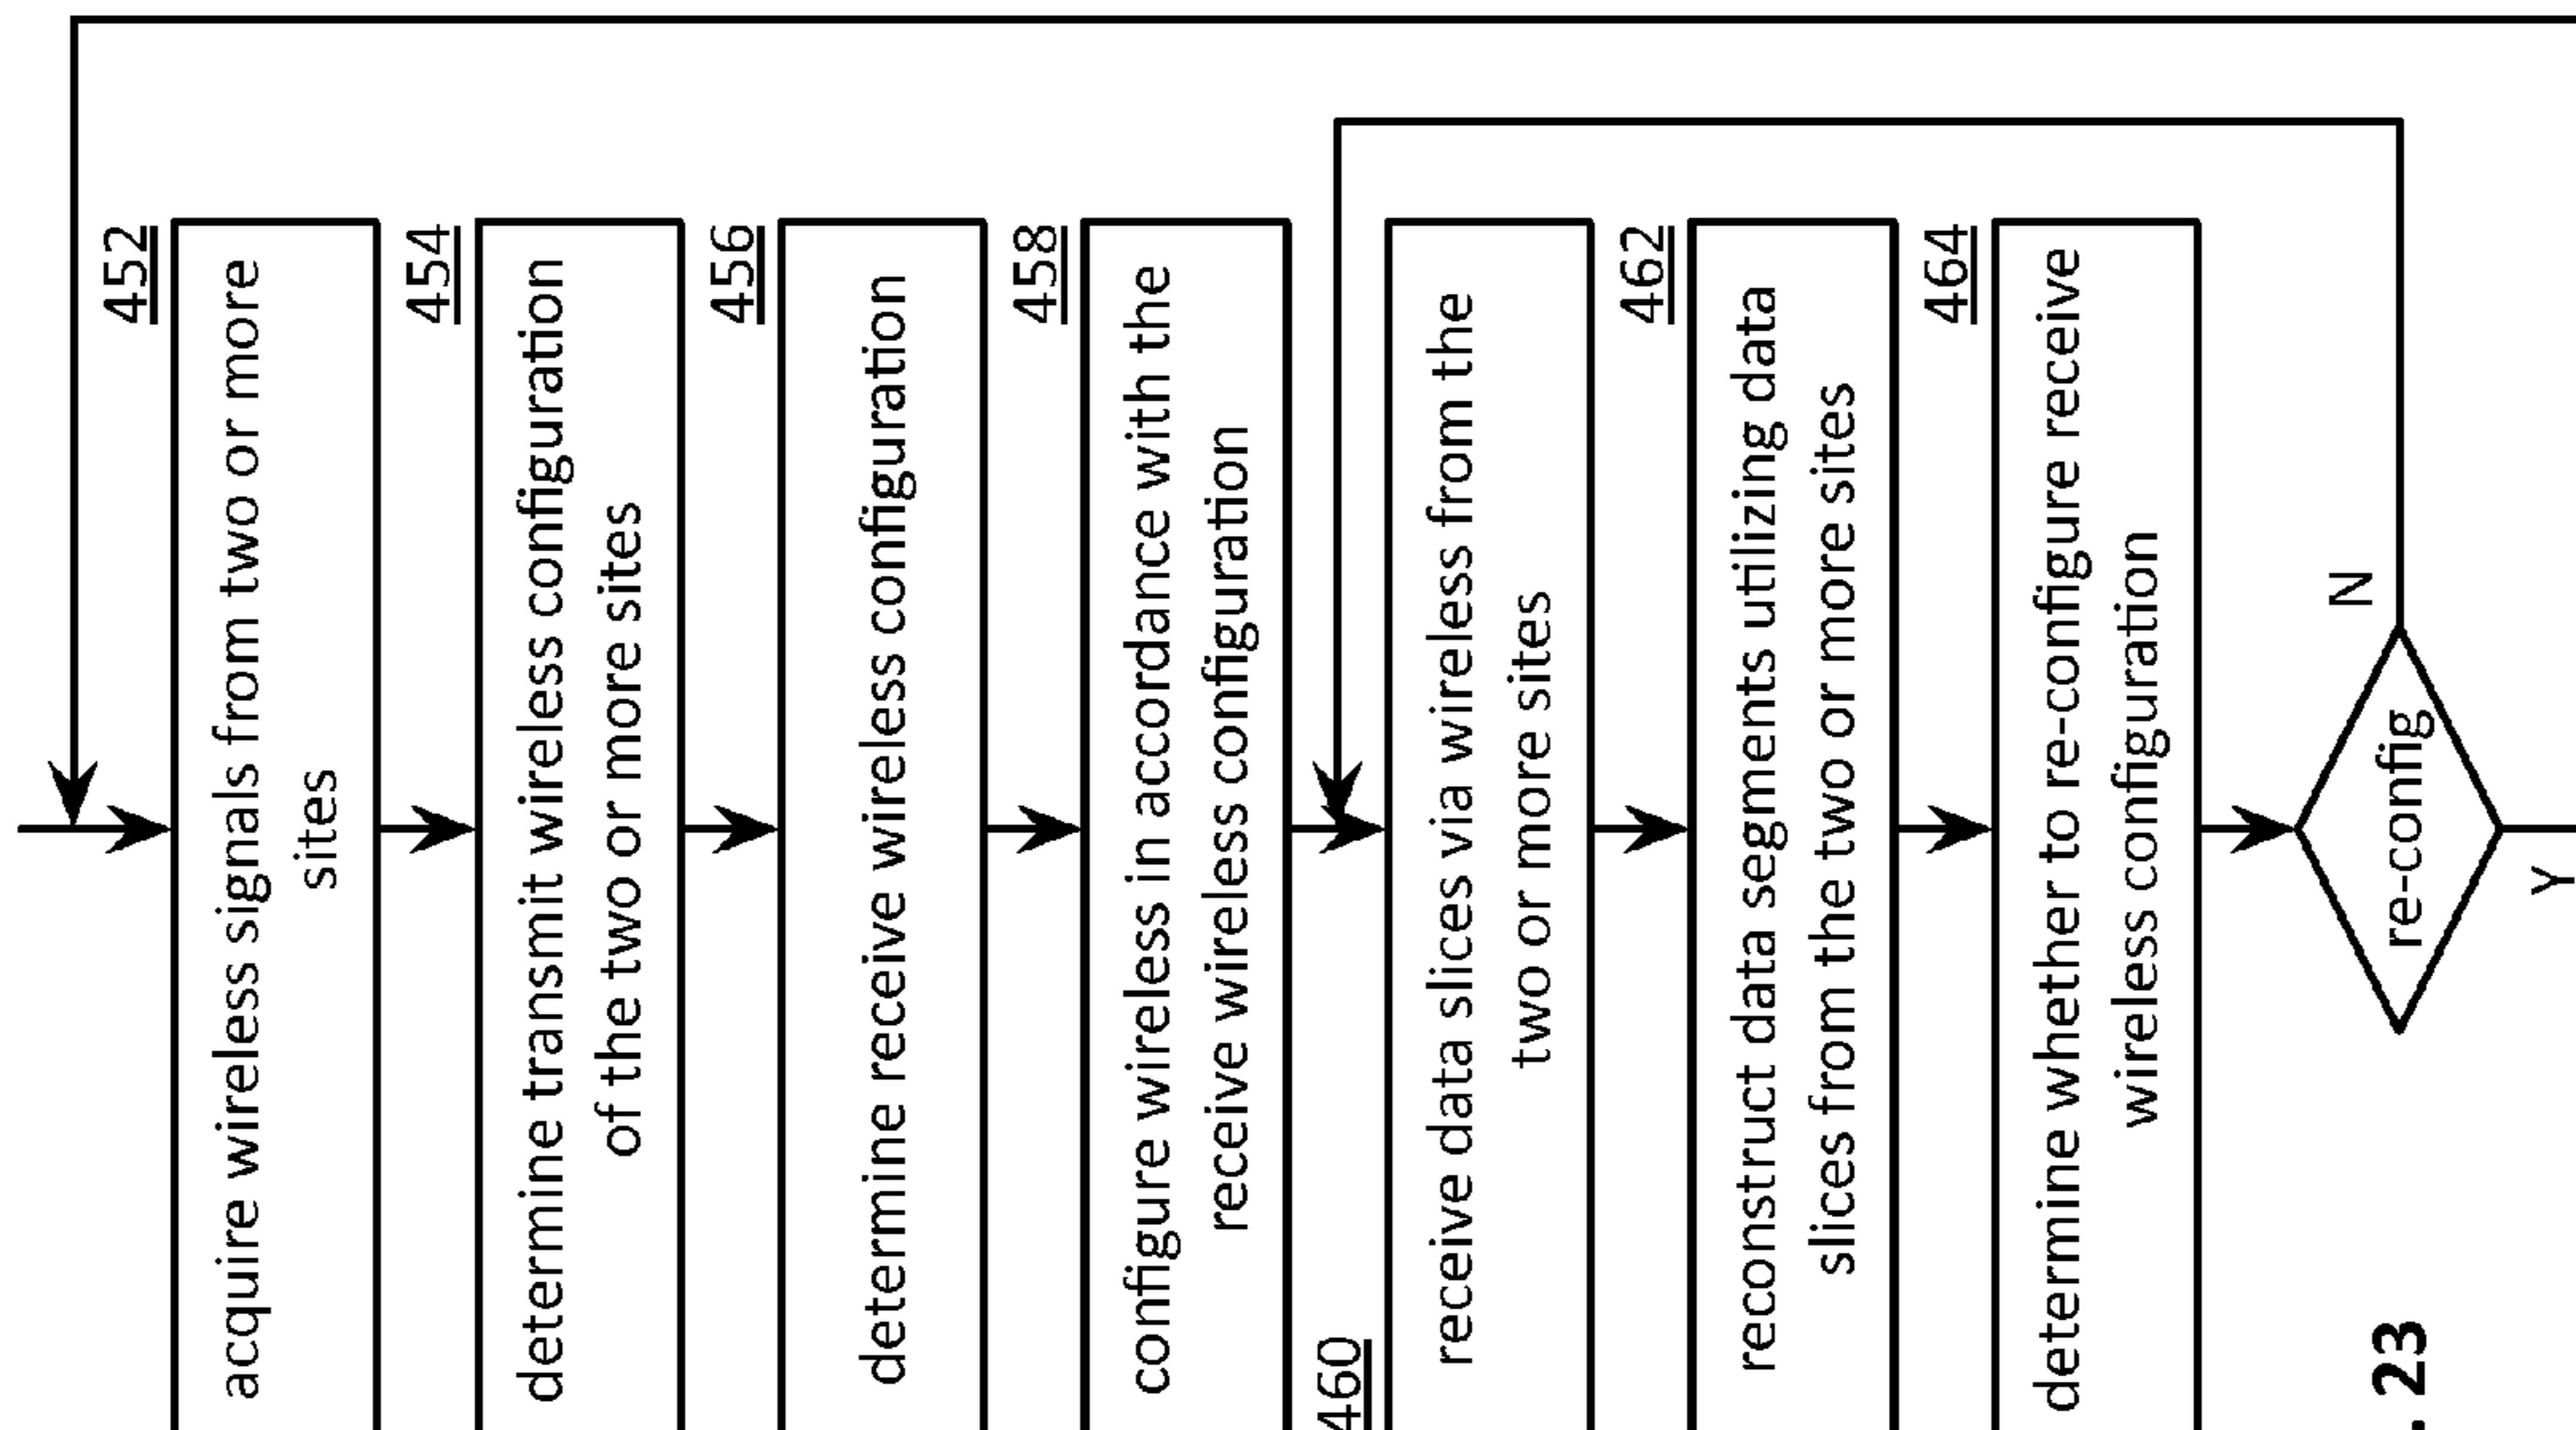 452
acquire wireless signals from two or more
sites
454
determine transmit wireless configuration
of the two or more sites
456
determine receive wireless configuration
458
configure wireless in accordance with the
receive wireless configuration
460
receive data slices via wireless from the
two or more sites
462
reconstruct data segments utilizing data
slices from the two or more sites
464
determine whether to re-configure receive
wireless configuration
re-config
N
Y
. 23